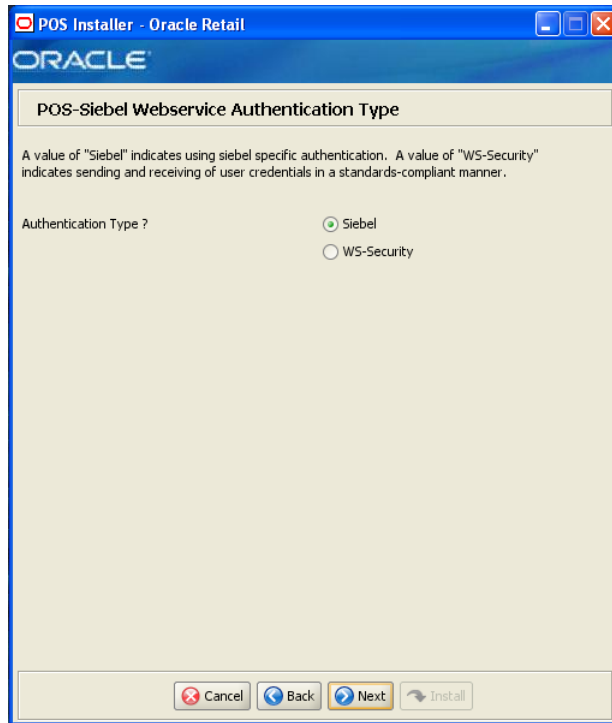 POS Installer - Oracle Retail
ORACLE
POS-Siebel Webservice Authentication Type
A value of "Siebel" indicates using siebel specific authentication. A value of "WS-Security"
indicates sending and receiving of user credentials in a standards-compliant manner.
Authentication Type ?
Siebel
WS-Security
Cancel
Back
Next
Install